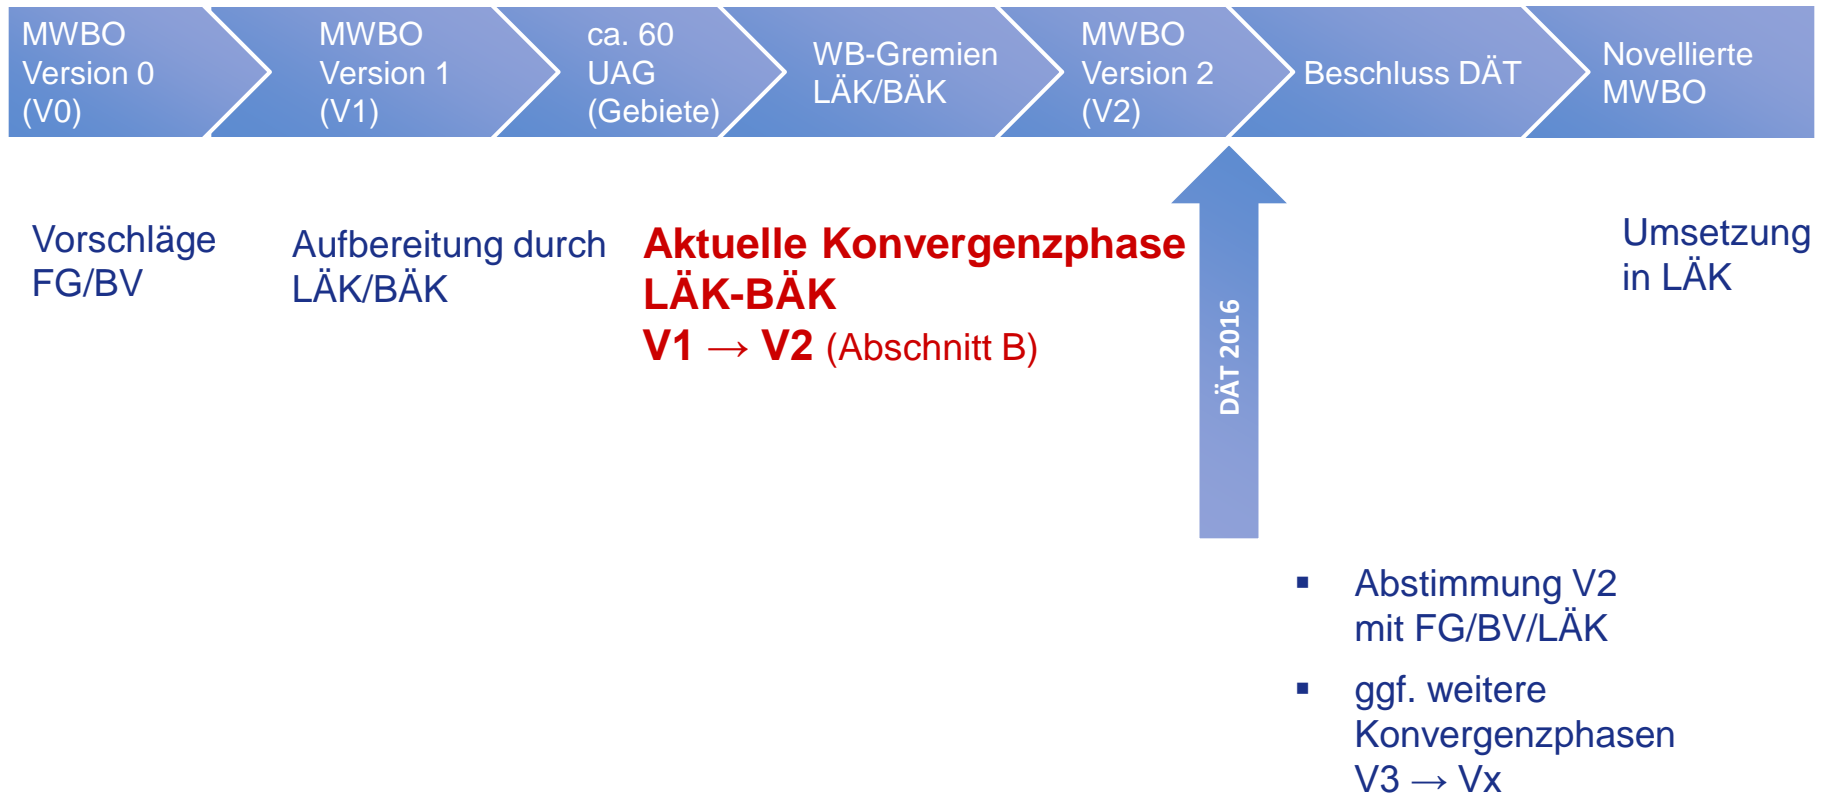 MWBO
Version 0
(V0)
MWBO
Version 1
(V1)
ca. 60
UAG
(Gebiete)
WB-Gremien
LÄK/BÄK
MWBO
Version 2
(V2)
Beschluss DÄT
Novellierte
MWBO
Vorschläge
FG/BV
Aufbereitung durch
LÄK/BÄK
Aktuelle Konvergenzphase
LÄK-BÄK
V1 → V2 (Abschnitt B)
DÄT 2016
Umsetzung
in LÄK
▪ Abstimmung V2
mit FG/BV/LÄK
▪ ggf. weitere
Konvergenzphasen
V3 → Vx